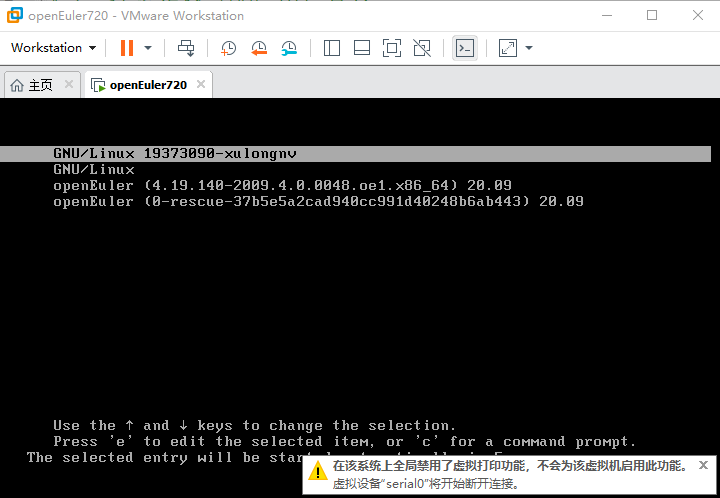 openEuler720 - VMware Workstation
Workstation
主页
openEuler720
GNU/Linux 19373090-xulongnv
GNU/Linux
openEuler (4.19.140-2009.4.0.0048.oe1.x86_64) 20.09
openEuler (0-rescue-37b5e5a2cad940cc991d40248b6ab443) 20.09
Use the ↑ and ↓ keys to change the selection.
Press 'e' to edit the selected item, or 'c' for a command prompt.
The selected entry will be
在该系统上全局禁用了虚拟打印功能，不会为该虚拟机启用此功能。
虚拟设备“serial0”将开始断开连接。